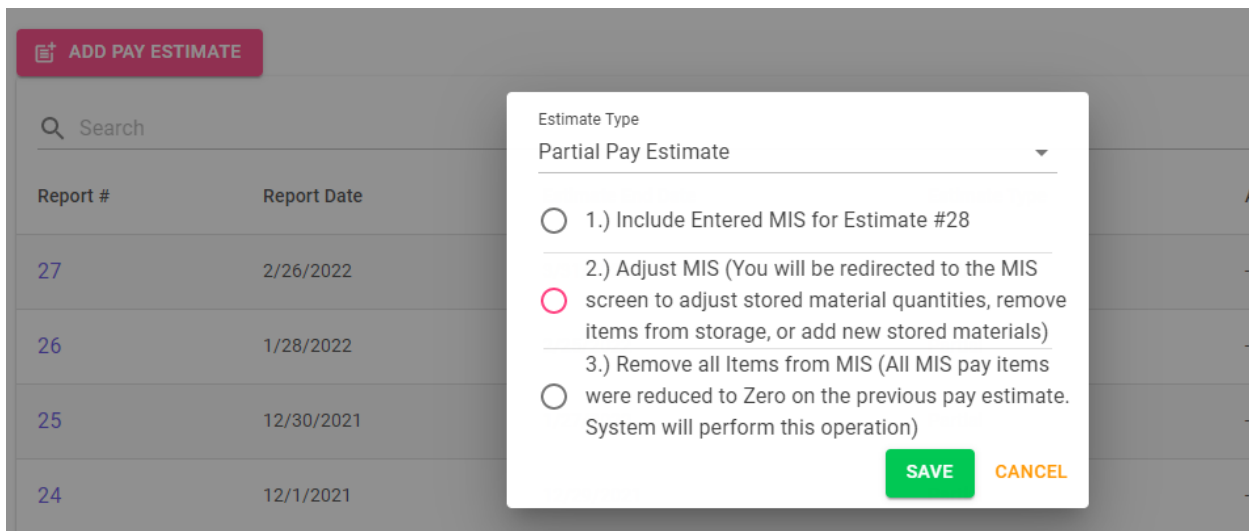 ADD PAY ESTIMATE
Search
Report # Report Date
27 2/26/2022
26 1/28/2022
25 12/30/2021
24 12/1/2021
Estimate Type
Partial Pay Estimate
1.) Include Entered MIS for Estimate #28
2.) Adjust MIS (You will be redirected to the MIS
screen to adjust stored material quantities, remove
items from storage, or add new stored materials)
3.) Remove all Items from MIS (All MIS pay items
were reduced to Zero on the previous pay estimate.
System will perform this operation)
SAVE CANCEL